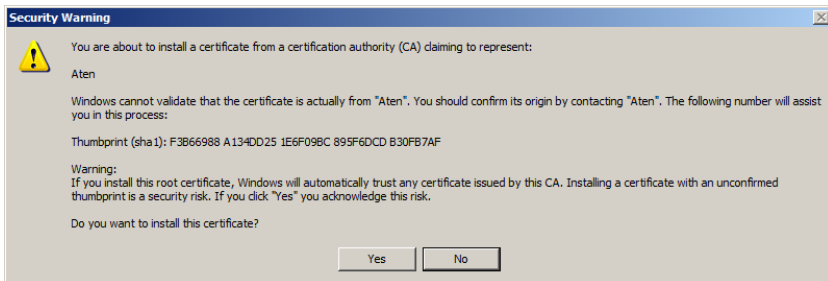 Security Warning
You are about to install a certificate from a certification authority (CA) claiming to represent:
Aten
Windows cannot validate that the certificate is actually from "Aten". You should confirm its origin by contacting "Aten". The following number will assist
you in this process:
Thumbprint (sha1): F3B66988 A134DD25 1E6F09BC 895F6DCD B30FB7AF
Warning:
If you install this root certificate, Windows will automatically trust any certificate issued by this CA. Installing a certificate with an unconfirmed
thumbprint is a security risk. If you click "Yes" you acknowledge this risk.
Do you want to install this certificate?
Yes No